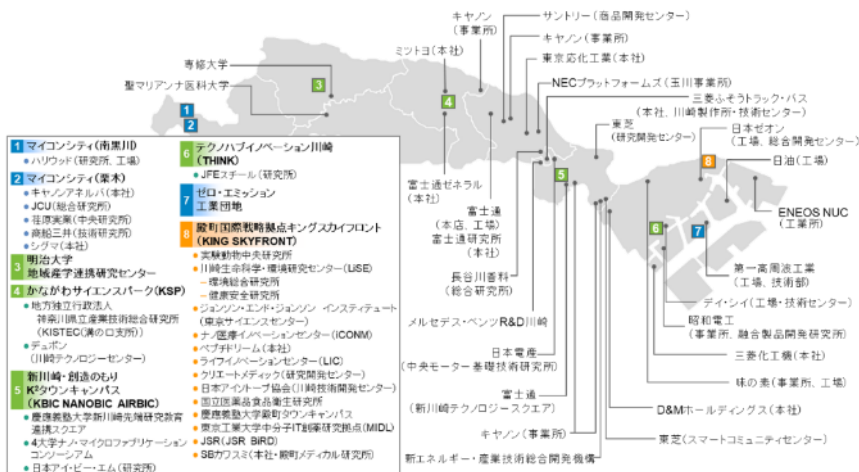 キヤノン
(事業所)
サントリー(商品開発センター)
キヤノン(事業所)
ミツトヨ(本社)
東京応化工業(本社)
専修大学
聖マリアンナ医科大学
NECプラットフォームズ(玉川事業所)
三菱ふそうトラック・バス
(本社、川崎製作所・技術センター)
東芝
(研究開発センター)
日本ゼオン
(工場、総合開発センター)
日油(工場)
3
4
1
2
8
5
6
7
1 マイコンシティ(南黒川)
ハリウッド(研究所、工場)
2 マイコンシティ(栗木)
キヤノンアネルバ(本社)
JCU(総合研究所)
荏原実業(中央研究所)
商船三井(技術研究所)
シグマ(本社)
3 明治大学
地域産学連携研究センター
4 かながわサイエンスパーク(KSP)
地方独立行政法人
神奈川県立産業技術総合研究所
(KISTEC(溝の口支所))
デュポン
(川崎テクノロジーセンター)
5 新川崎・創造のもり
K²タウンキャンパス
(KBIC NANOBIC AIRBIC)
慶應義塾大学新川崎先端研究教育
連携スクエア
4大学ナノ・マイクロファブリケーション
コンソーシアム
日本アイ・ビー・エム(研究所)
6 テクノハブイノベーション川崎
(THINK)
JFEスチール(研究所)
7 ゼロ・エミッション
工業団地
8 殿町国際戦略拠点キングスカイフロント
(KING SKYFRONT)
実験動物中央研究所
川崎生命科学・環境研究センター(LiSE)
－環境総合研究所
－健康安全研究所
ジョンソン・エンド・ジョンソン インスティテュート
(東京サイエンスセンター)
ナノ医療イノベーションセンター(iCONM)
ペプチドリーム(本社)
ライフイノベーションセンター(LIC)
クリエートメディック(研究開発センター)
日本アイソトープ協会(川崎技術開発センター)
国立医薬品食品衛生研究所
慶應義塾大学殿町タウンキャンパス
東京工業大学中分子IT創薬研究拠点(MIDL)
JSR(JSR BiRD)
SBカワスミ(本社・殿町メディカル研究所)
富士通ゼネラル
(本社)
富士通
(本店、工場)
富士通研究所
(本社)
長谷川香料
(総合研究所)
メルセデス・ベンツR&D川崎
日本電産
(中央モーター基礎技術研究所)
富士通
(新川崎テクノロジースクエア)
キヤノン(事業所)
新エネルギー・産業技術総合開発機構
ENEOS NUC
(工業所)
第一高周波工業
(工場、技術部)
ディ・シィ(工場・技術センター)
昭和電工
(事業所、融合製品開発研究所)
三菱化工機(本社)
味の素(事業所、工場)
D&Mホールディングス(本社)
東芝(スマートコミュニティセンター)